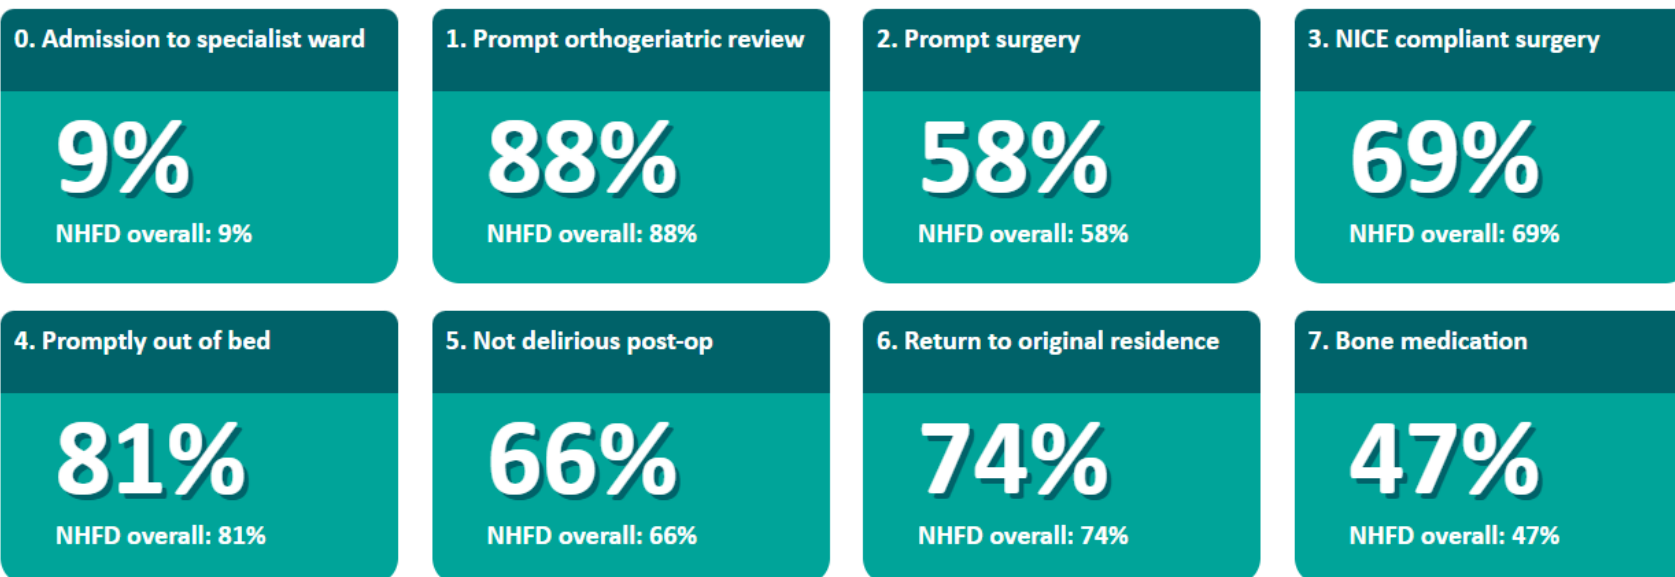 0. Admission to specialist ward
9%
NHFD overall: 9%
1. Prompt orthogeriatric review
88%
NHFD overall: 88%
2. Prompt surgery
58%
NHFD overall: 58%
3. NICE compliant surgery
69%
NHFD overall: 69%
4. Promptly out of bed
81%
NHFD overall: 81%
5. Not delirious post-op
66%
NHFD overall: 66%
6. Return to original residence
74%
NHFD overall: 74%
7. Bone medication
47%
NHFD overall: 47%